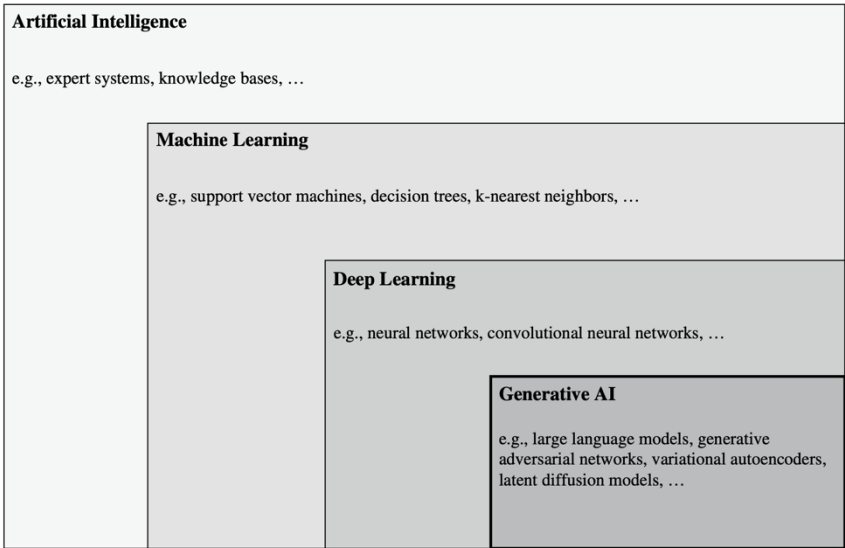 Artificial Intelligence
e.g., expert systems, knowledge bases, …
Machine Learning
e.g., support vector machines, decision trees, k-nearest neighbors, …
Deep Learning
e.g., neural networks, convolutional neural networks, …
Generative AI
e.g., large language models, generative
adversarial networks, variational autoencoders,
latent diffusion models, …